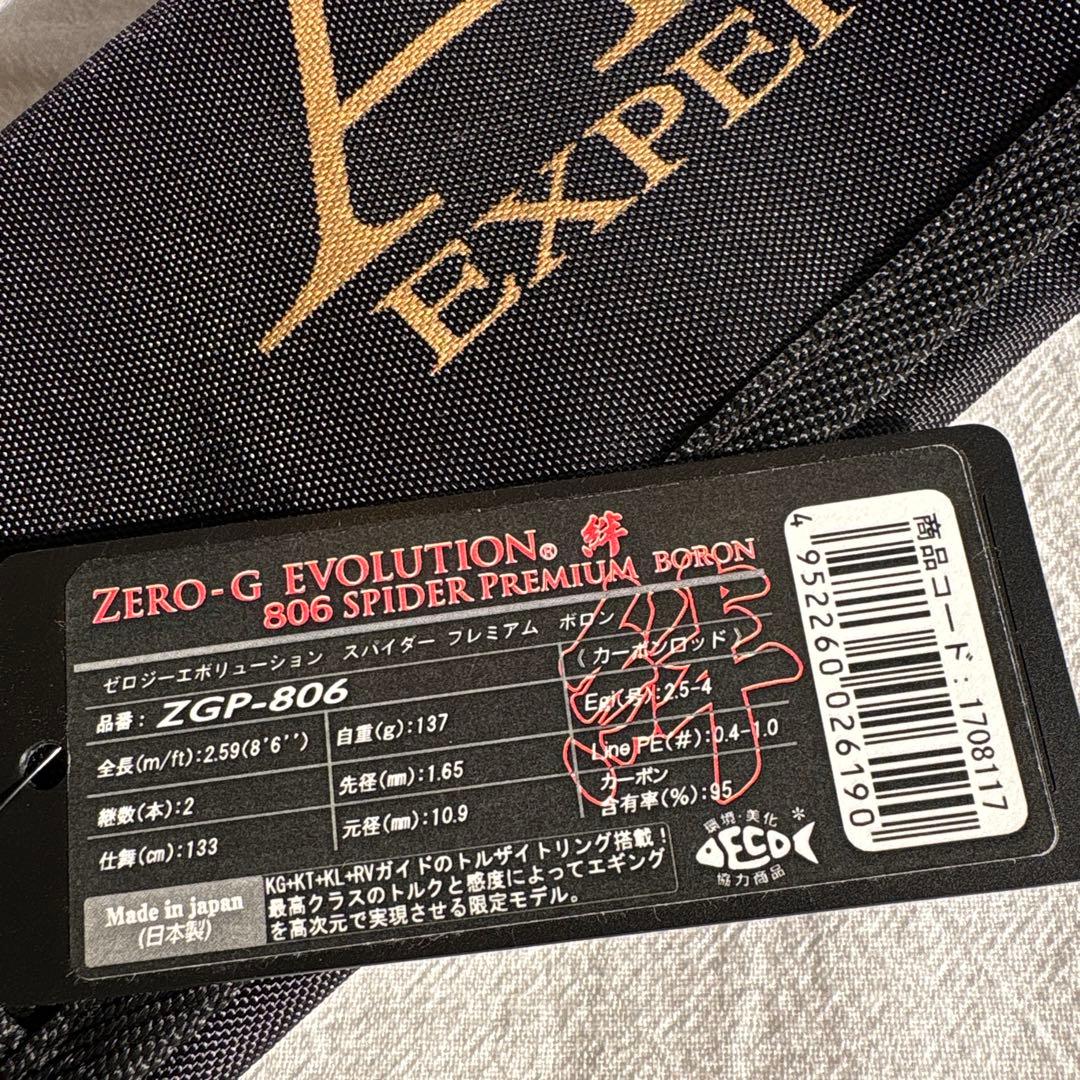 EXPER
ZERO-G EVOLUTION® 絆
806 SPIDER PREMIUM BORON
ゼロジーエボリューション スパイダー プレミアム ボロン
《カーボンロッド》
品番: ZGP-806
全長(m/ft):2.59(8'6'')
自重(g):137
Egi(号):2.5-4
継数(本):2
先径(mm):1.65
Line PE(#):0.4-1.0
仕舞(cm):133
元径(mm):10.9
カーボン
含有率(%):95
Made in japan
(日本製)
KG+KT+KL+RVガイドのトルザイトリング搭載!
最高クラスのトルクと感度によってエギング
を高次元で実現させる限定モデル。
環境・美化
DECO
協力商品
商品コード:1708117
4952260026190
絆